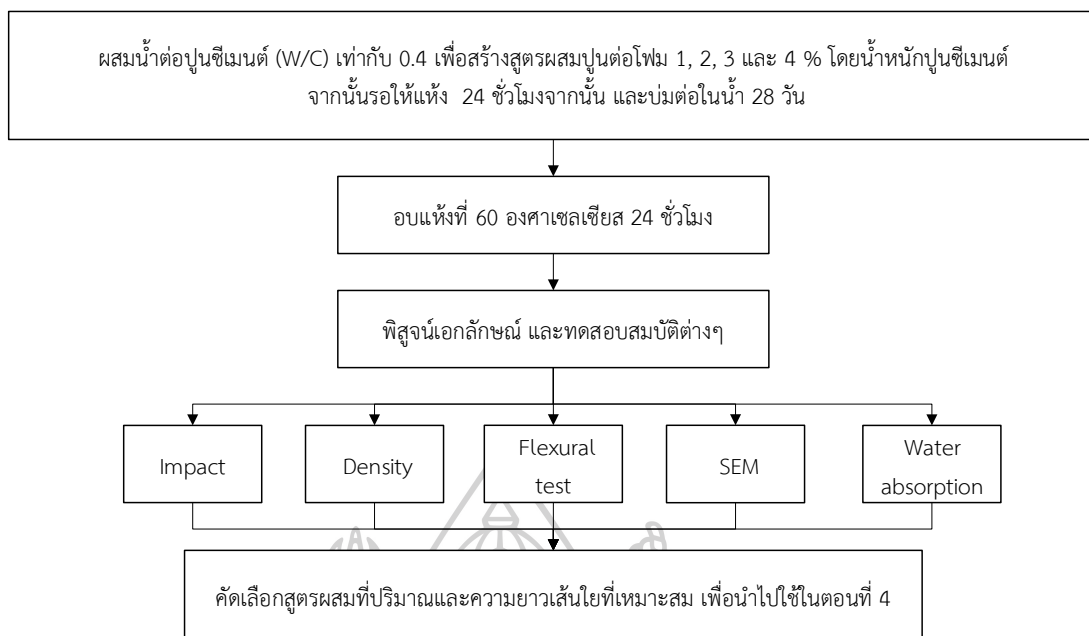 ผสมน้ำต่อปูนซีเมนต์ (W/C) เท่ากับ 0.4 เพื่อสร้างสูตรผสมปูนต่อโฟม 1, 2, 3 และ 4 % โดยน้ำหนักปูนซีเมนต์
จากนั้นรอให้แห้ง 24 ชั่วโมงจากนั้น และบ่มต่อในน้ำ 28 วัน
อบแห้งที่ 60 องศาเซลเซียส 24 ชั่วโมง
พิสูจน์เอกลักษณ์ และทดสอบสมบัติต่างๆ
Impact
Density
Flexural
test
SEM
Water
absorption
คัดเลือกสูตรผสมที่ปริมาณและความยาวเส้นใยที่เหมาะสม เพื่อนำไปใช้ในตอนที่ 4